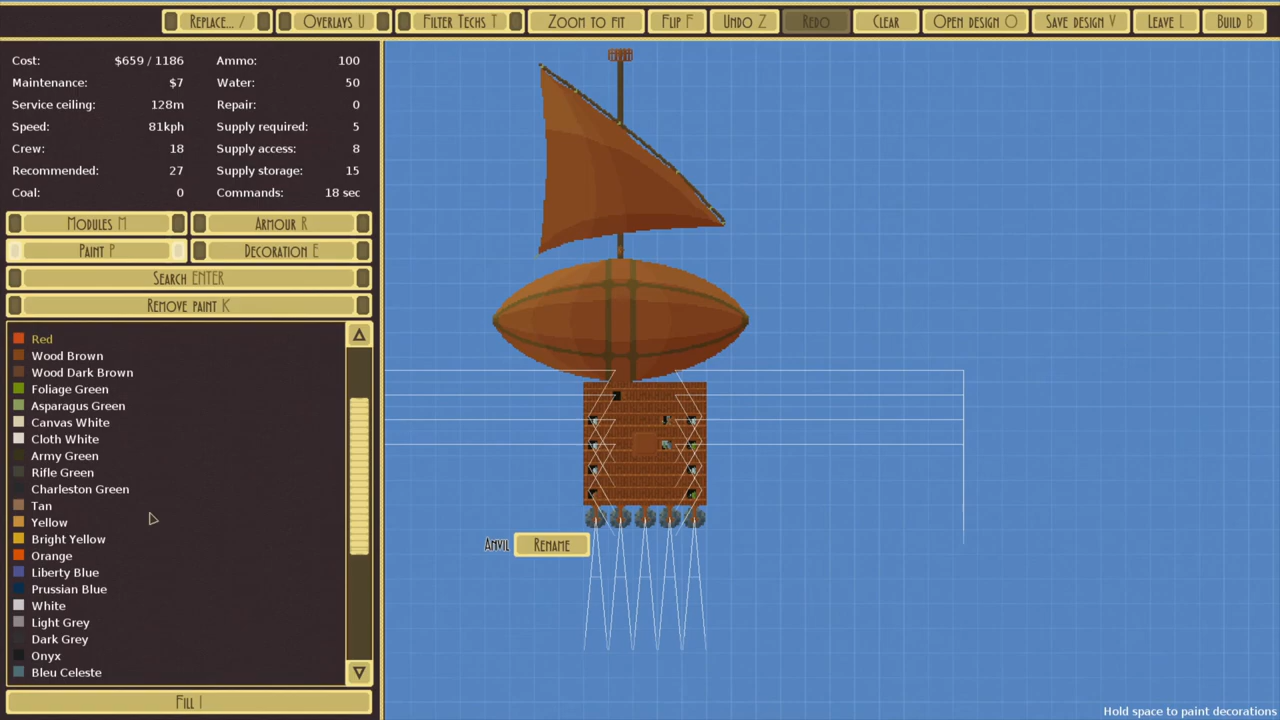 Replace... /
Overlays U
Filter Techs T
Zoom to fit
Flip F
Undo Z
Redo
Clear
Open design O
Save design V
Leave L
Build B
Cost: $659 / 1186 Ammo: 100
Maintenance: $7 Water: 50
Service ceiling: 128m Repair: 0
Speed: 81kph Supply required: 5
Crew: 18 Supply access: 8
Recommended: 27 Supply storage: 15
Coal: 0 Commands: 18 sec
Modules M
Armour R
Paint P
Decoration E
Search ENTER
Remove paint K
Red
Wood Brown
Wood Dark Brown
Foliage Green
Asparagus Green
Canvas White
Cloth White
Army Green
Rifle Green
Charleston Green
Tan
Yellow
Bright Yellow
Orange
Liberty Blue
Prussian Blue
White
Light Grey
Dark Grey
Onyx
Bleu Celeste
Fill I
Anvil Rename
Hold space to paint decorations